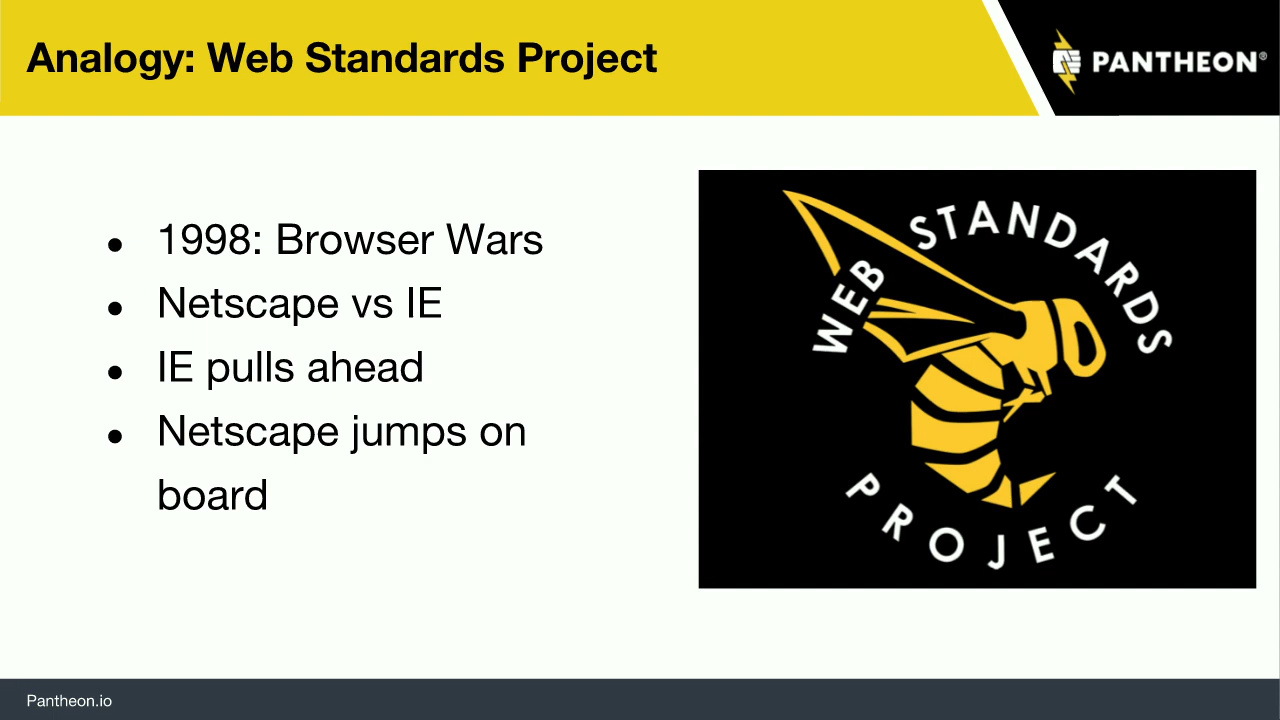 Analogy: Web Standards Project
PANTHEON®
● 1998: Browser Wars
● Netscape vs IE
● IE pulls ahead
● Netscape jumps on
board
WEB STANDARDS
PROJECT
Pantheon.io